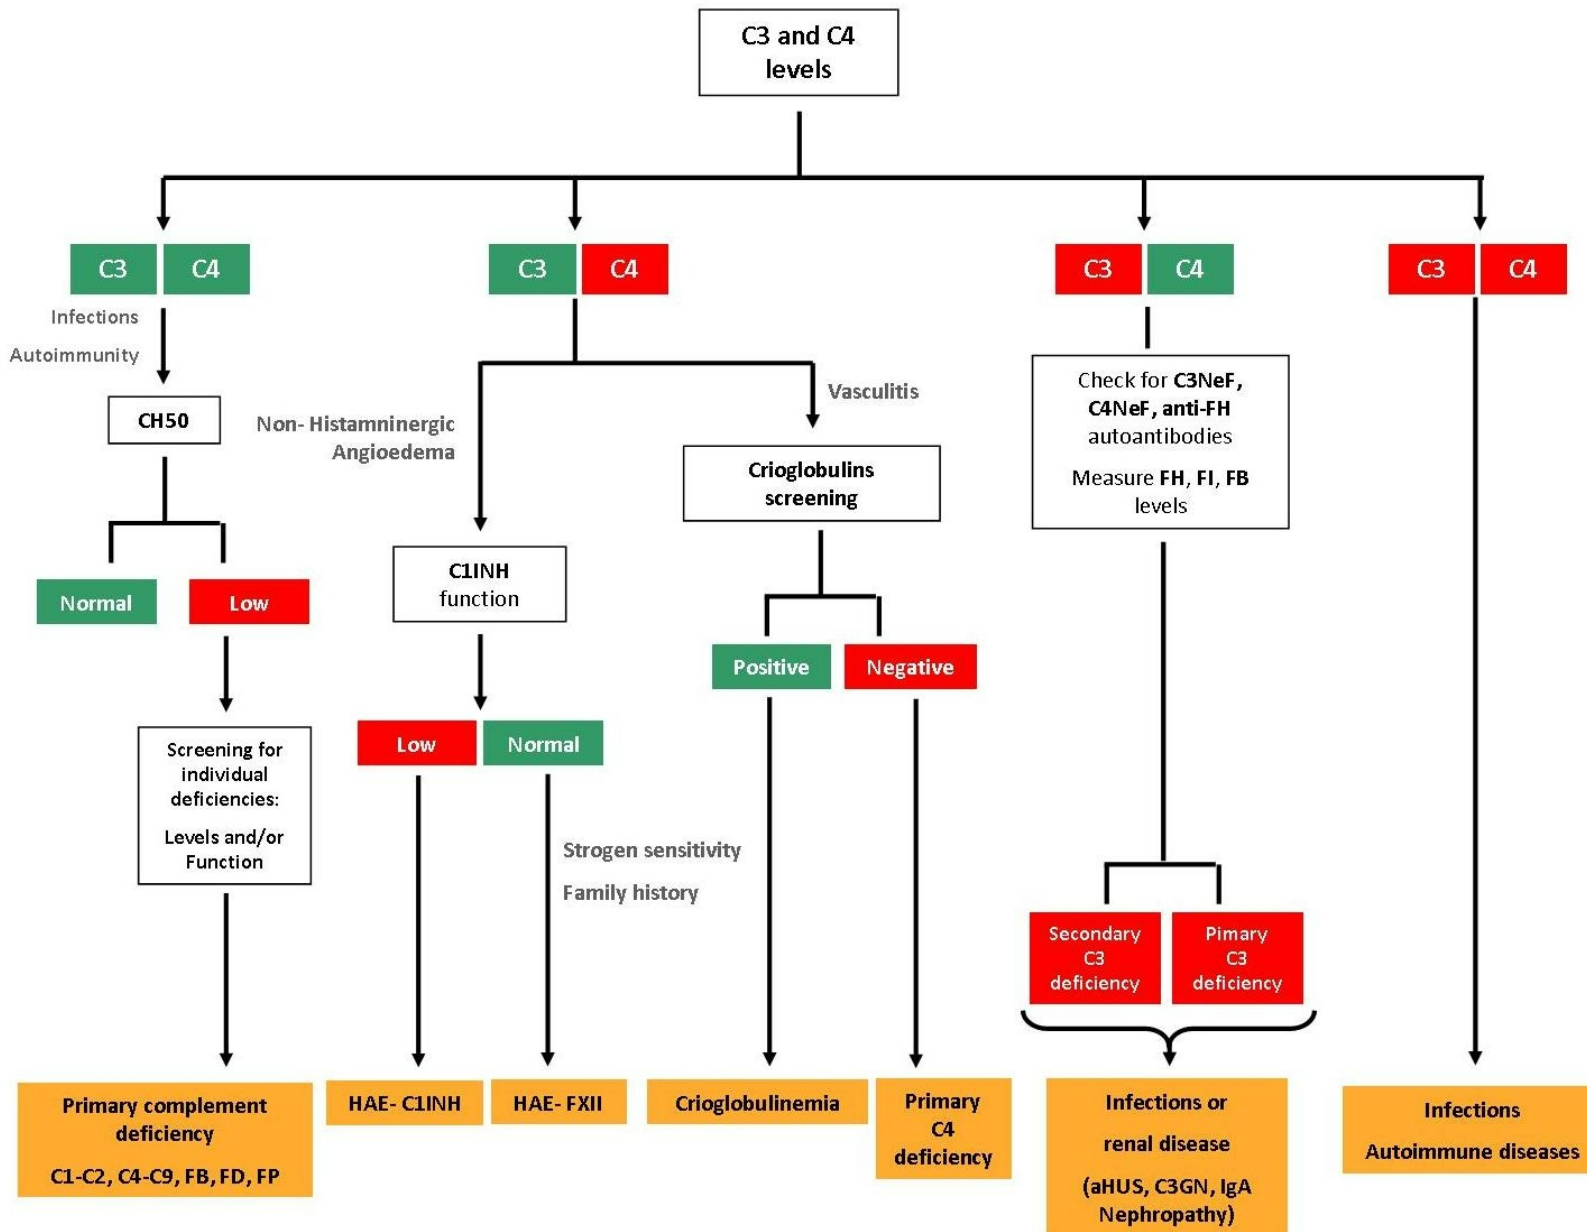 C3 and C4
levels
C3
C4
C3
C4
C3
C4
C3
C4
Infections
Autoimmunity
CH50
Normal
Low
Screening for
individual
deficiencies:
Levels and/or
Function
Primary complement
deficiency
C1-C2, C4-C9, FB, FD, FP
Non- Histamninergic
Angioedema
C1INH
function
Low
Normal
Strogen sensitivity
Family history
HAE- C1INH
HAE- FXII
Vasculitis
Crioglobulins
screening
Positive
Negative
Crioglobulinemia
Primary
C4
deficiency
Check for C3NeF,
C4NeF, anti-FH
autoantibodies
Measure FH, FI, FB
levels
Secondary
C3
deficiency
Pimary
C3
deficiency
Infections or
renal disease
(aHUS, C3GN, IgA
Nephropathy)
Infections
Autoimmune diseases